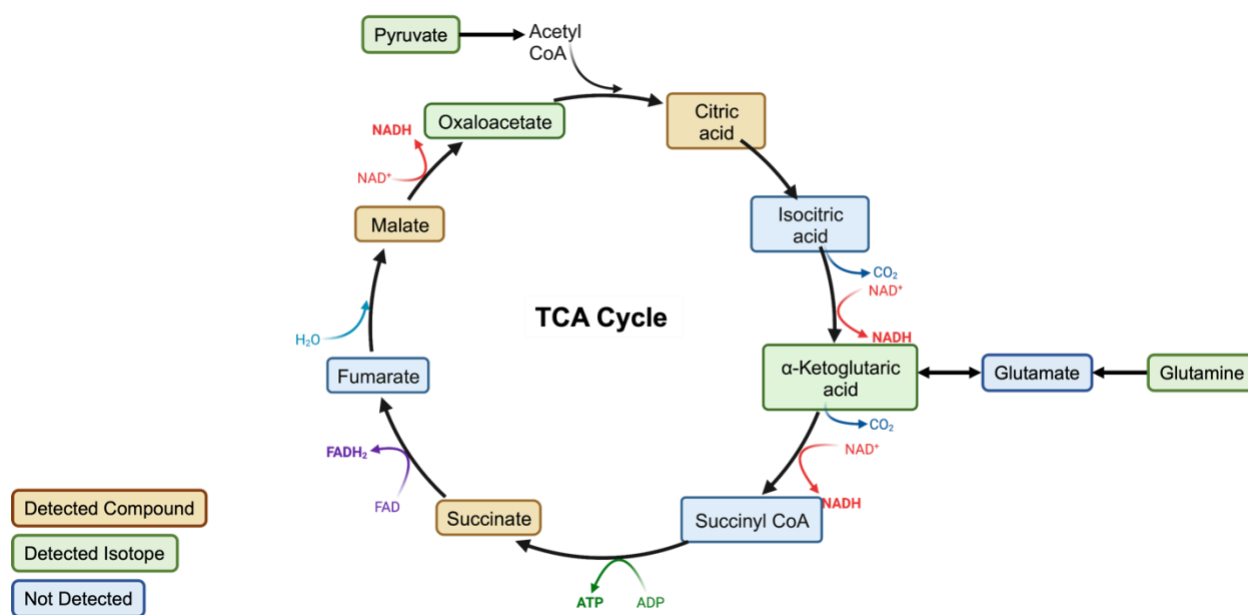 Pyruvate
Acetyl
CoA
Oxaloacetate
Citric
acid
NADH
NAD⁺
Isocritric
acid
Malate
CO₂
NAD⁺
TCA Cycle
NADH
H₂O
Fumarate
α-Ketoglutaric
acid
Glutamate
Glutamine
CO₂
FADH₂
NAD⁺
FAD
NADH
Succinate
Succinyl CoA
Detected Compound
Detected Isotope
Not Detected
ATP
ADP